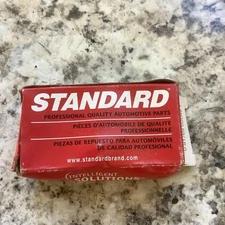 STANDARD
PROFESSIONAL QUALITY AUTOMOTIVE PARTS
PIÈCES D'AUTOMOBILE DE QUALITÉ
PROFESSIONNELLE
PIEZAS DE REPUESTO PARA AUTOMÓVILES
DE CALIDAD PROFESIONAL
www.standardbrand.com
INTELLIGENT
SOLUTIONS